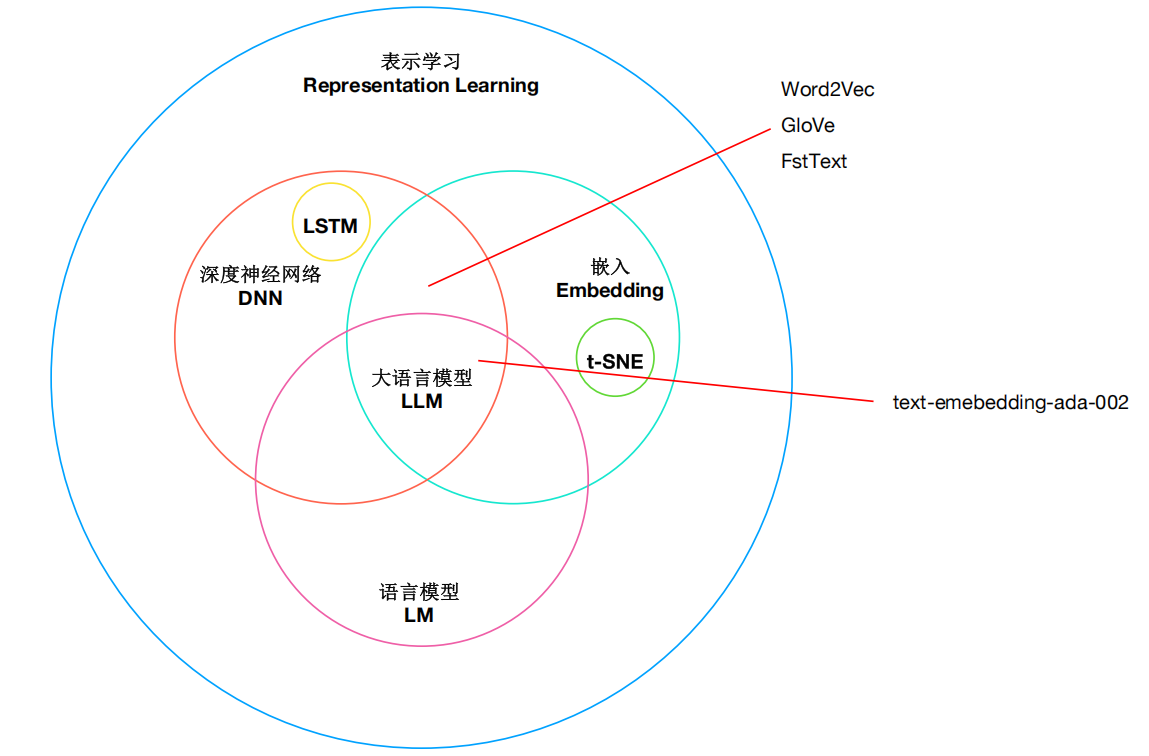 表示学习
Representation Learning
Word2Vec
GloVe
FstText
LSTM
深度神经网络
DNN
嵌入
Embedding
t-SNE
大语言模型
LLM
text-emebedding-ada-002
语言模型
LM